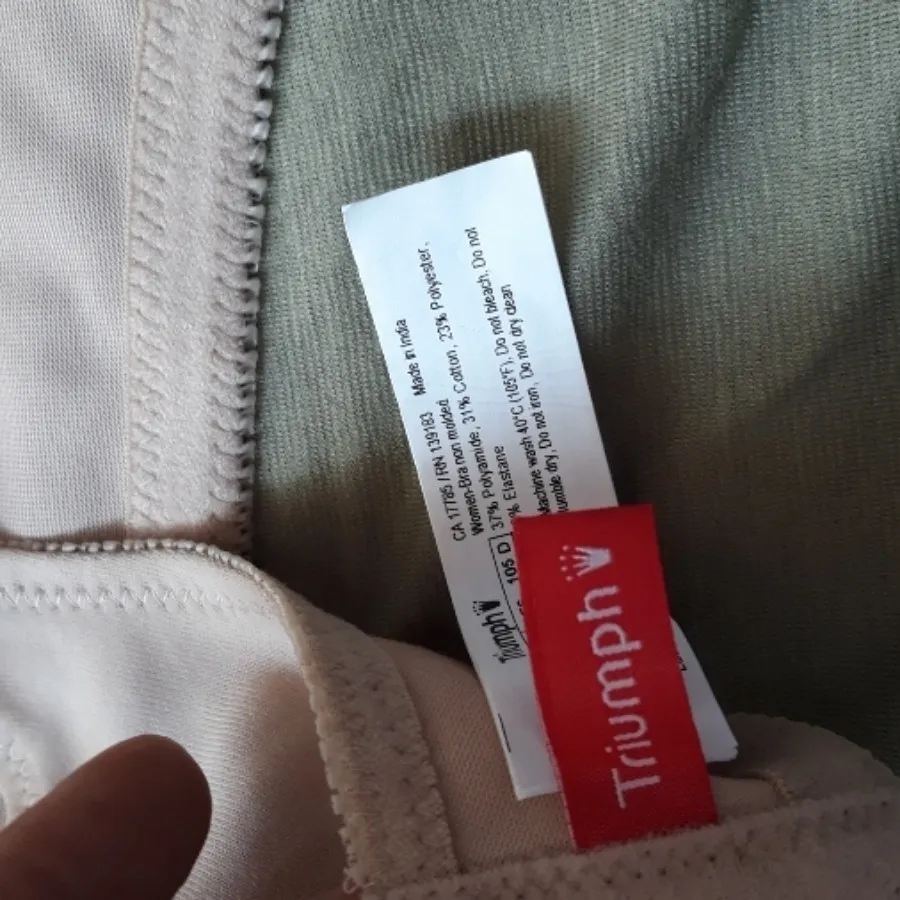 CA 17785 / RN 139183 Made in India
Women-Bra non molded
37% Polyamide, 31% Cotton, 23% Polyester,
% Elastane
Machine wash 40°C (105°F). Do not bleach. Do not
tumble dry, Do not iron, Do not dry clean
Triumph
105 D
Triumph